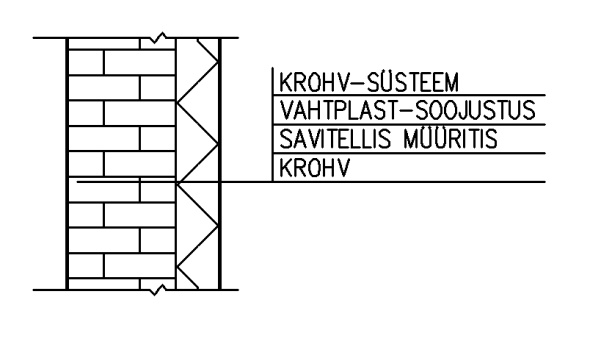 KROHV-SÜSTEEM
VAHTPLAST-SOOJUSTUS
SAVITELLIS MÜÜRITIS
KROHV